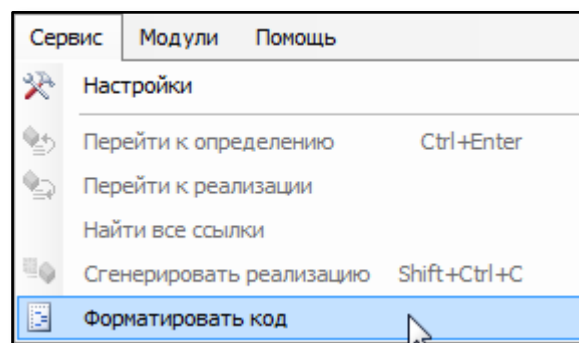 Сервис Модули Помощь
Настройки
Перейти к определению Ctrl+Enter
Перейти к реализации
Найти все ссылки
Сгенерировать реализацию Shift+Ctrl+C
Форматировать код